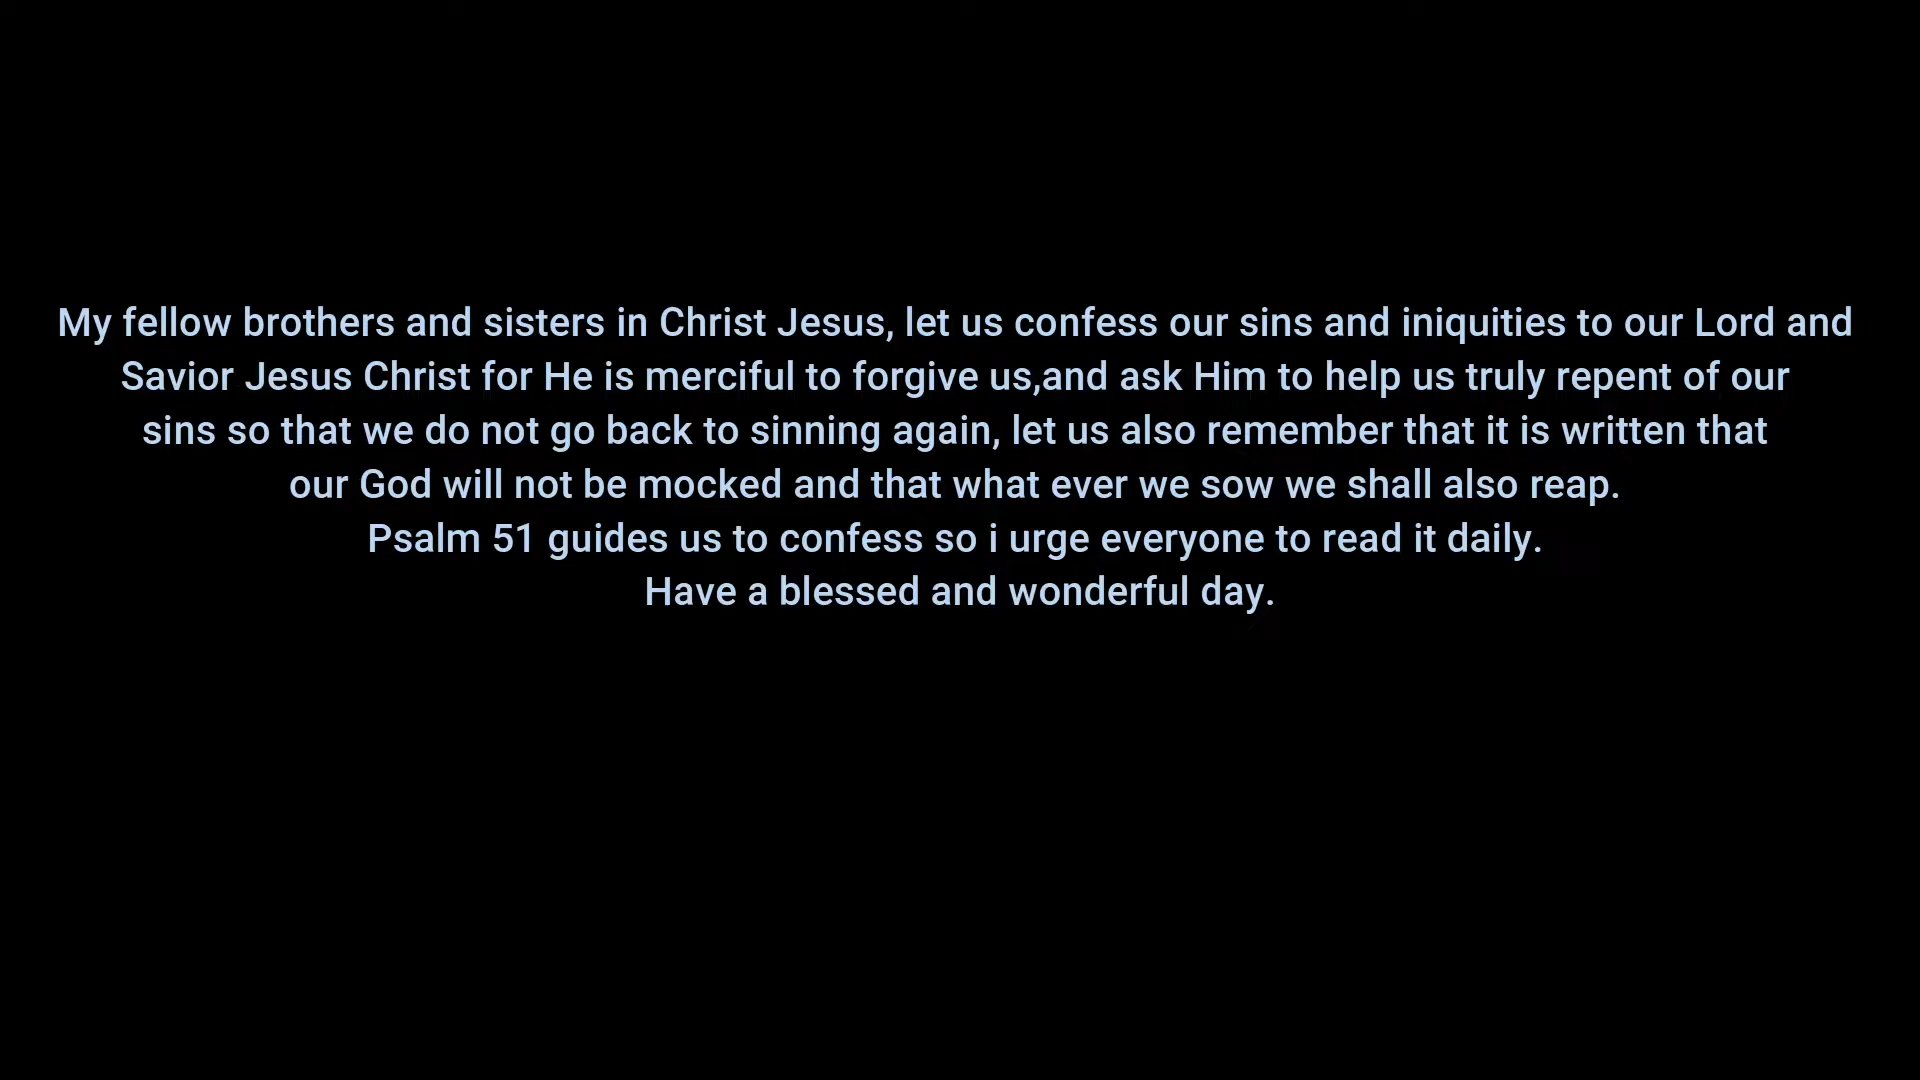 My fellow brothers and sisters in Christ Jesus, let us confess our sins and iniquities to our Lord and
Savior Jesus Christ for He is merciful to forgive us,and ask Him to help us truly repent of our
sins so that we do not go back to sinning again, let us also remember that it is written that
our God will not be mocked and that what ever we sow we shall also reap.
Psalm 51 guides us to confess so i urge everyone to read it daily.
Have a blessed and wonderful day.